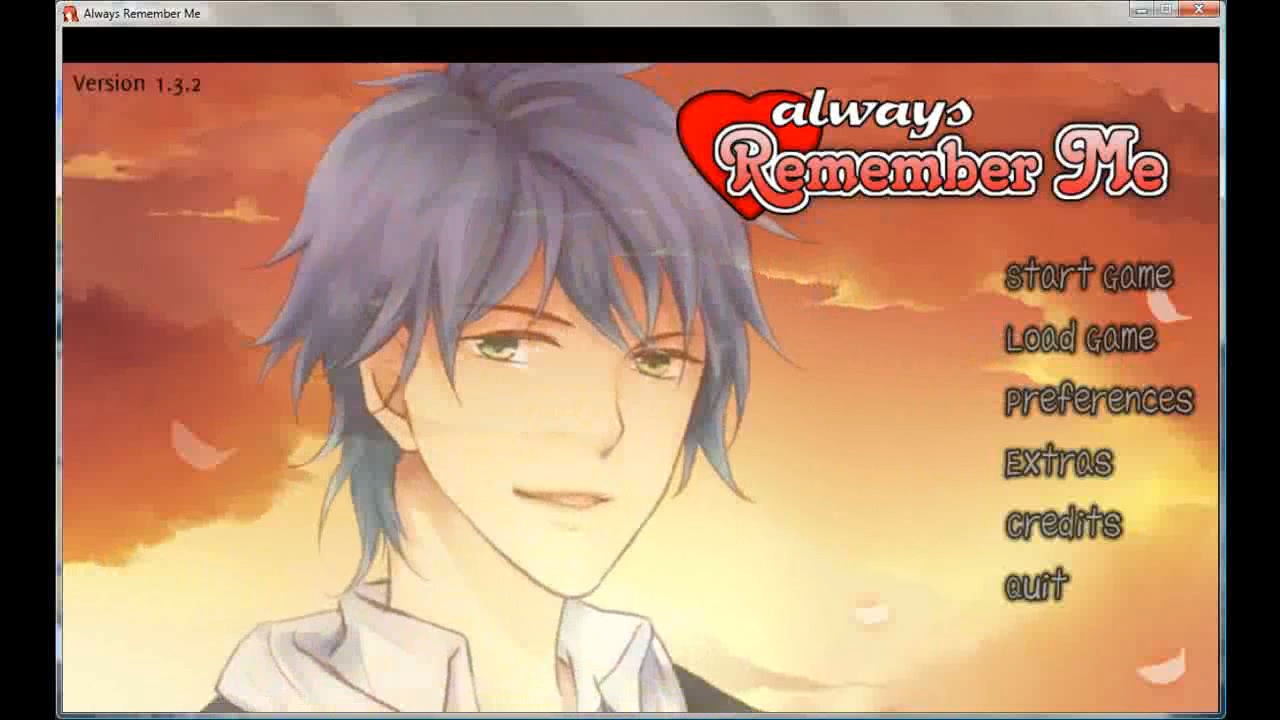 Always Remember Me
Version 1.3.2
always
Remember Me
Start Game
Load Game
Preferences
Extras
Credits
Quit